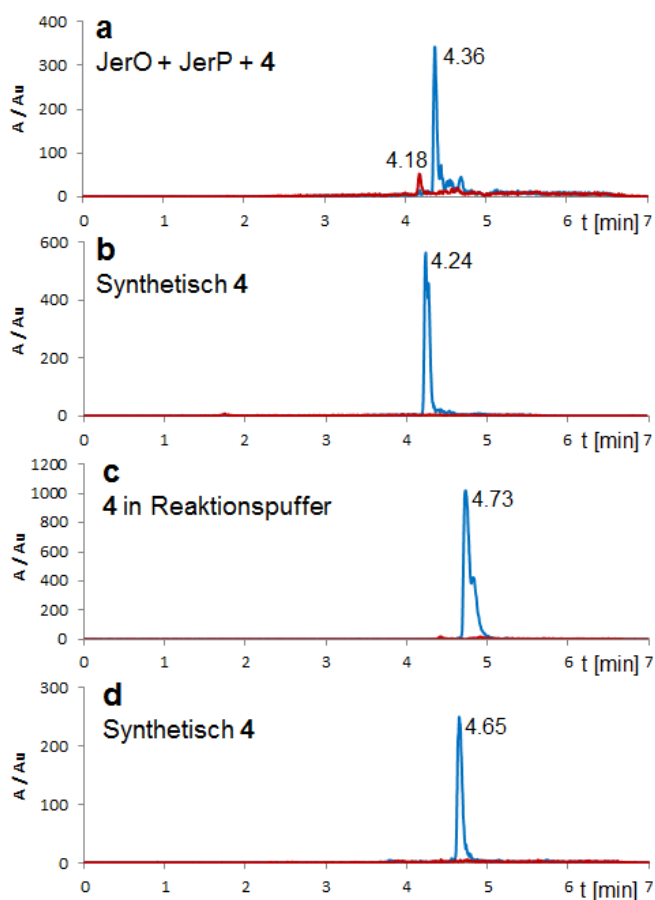 a
JerO + JerP + 4
A / Au
400
300
200
100
0
4.36
4.18
0 1 2 3 4 5 6 t [min] 7
b
Synthetisch 4
A / Au
600
400
200
0
4.24
0 1 2 3 4 5 6 t [min] 7
c
4 in Reaktionspuffer
A / Au
1200
1000
800
600
400
200
0
4.73
0 1 2 3 4 5 6 t [min] 7
d
Synthetisch 4
A / Au
300
200
100
0
4.65
0 1 2 3 4 5 6 t [min] 7